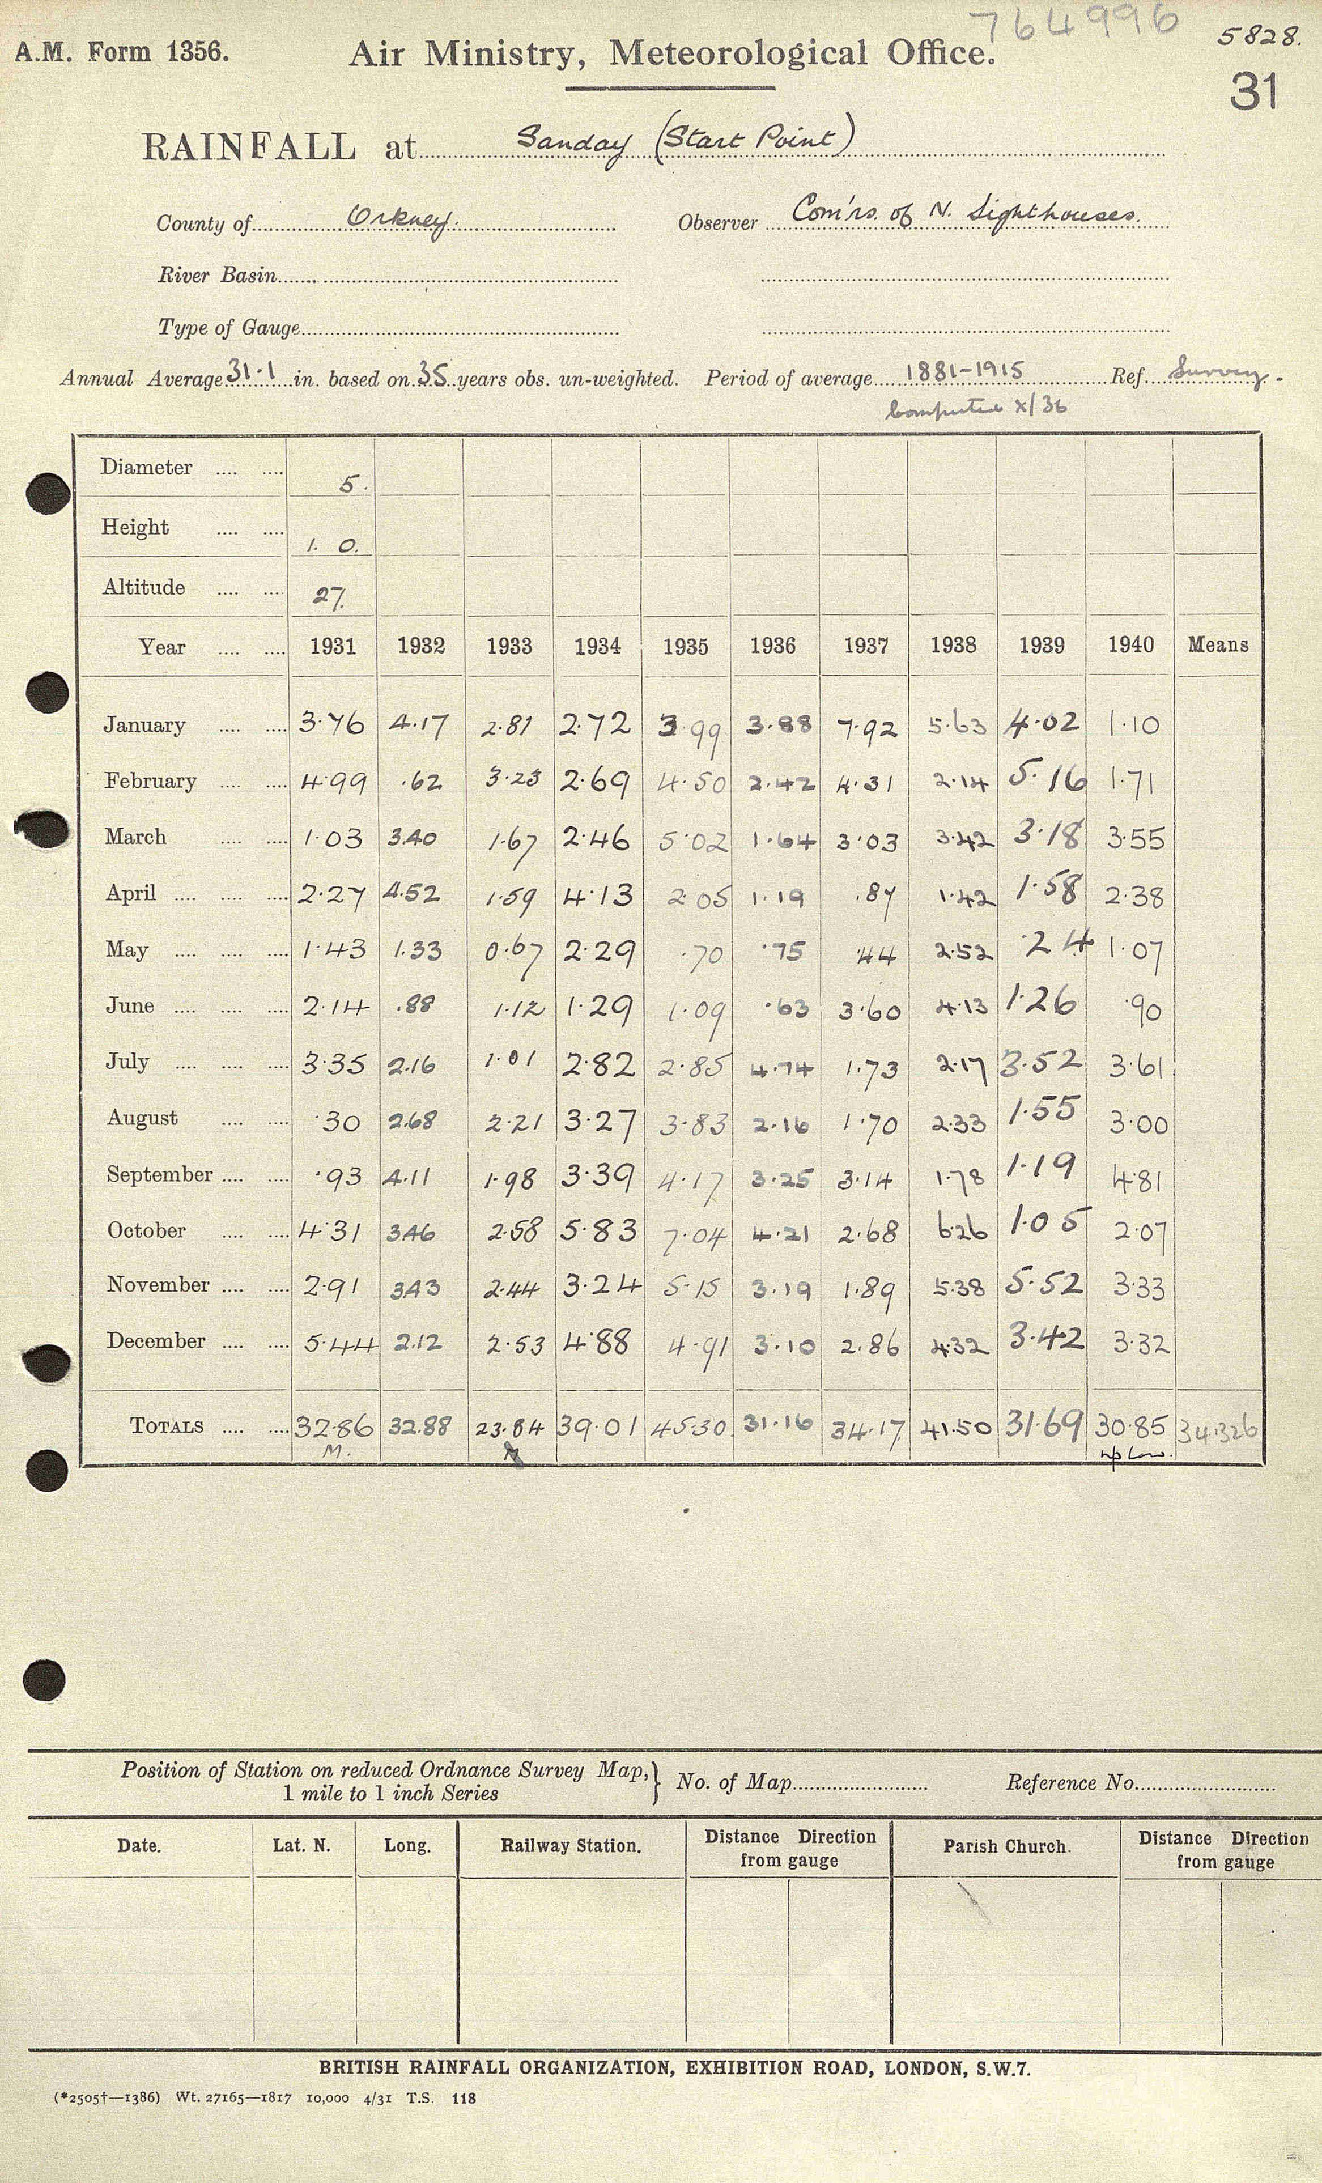 764996
5828.
A.M. Form 1356. Air Ministry, Meteorological Office.
31
RAINFALL at Sanday (Start Point)
County of Orkney. Observer Com'rs. of N. Lighthouses.
River Basin
Type of Gauge
Annual Average 31.1 in. based on 35 years obs. un-weighted. Period of average 1881-1915 Ref. Survey.
Computed X/36
Diameter 5.
Height 1. 0.
Altitude 27.
Year 1931 1932 1933 1934 1935 1936 1937 1938 1939 1940 Means
January 3.76 4.17 2.81 2.72 3.99 3.88 7.92 5.63 4.02 1.10
February 4.99 .62 3.23 2.69 4.50 2.42 4.31 2.14 5.16 1.71
March 1.03 3.40 1.67 2.46 5.02 1.64 3.03 3.42 3.18 3.55
April 2.27 4.52 1.59 4.13 2.05 1.19 .87 1.42 1.58 2.38
May 1.43 1.33 0.67 2.29 .70 .75 .44 2.52 .24 1.07
June 2.14 .88 1.12 1.29 1.09 .63 3.60 4.13 1.26 .90
July 3.35 2.16 1.01 2.82 2.85 4.74 1.73 2.17 3.52 3.61
August .30 2.68 2.21 3.27 3.83 2.16 1.70 2.33 1.55 3.00
September .93 4.11 1.98 3.39 4.17 3.25 3.14 1.78 1.19 4.81
October 4.31 3.46 2.58 5.83 7.04 4.21 2.68 6.26 1.05 2.07
November 2.91 3.43 2.44 3.24 5.15 3.19 1.89 5.38 5.52 3.33
December 5.44 2.12 2.53 4.88 4.91 3.10 2.86 4.32 3.42 3.32
TOTALS 32.86 32.88 23.84 39.01 45.30 31.16 34.17 41.50 31.69 30.85 34.326
M.
Position of Station on reduced Ordnance Survey Map, } No. of Map Reference No.
1 mile to 1 inch Series
Date. Lat. N. Long. Railway Station. Distance Direction from gauge Parish Church. Distance Direction from gauge
BRITISH RAINFALL ORGANIZATION, EXHIBITION ROAD, LONDON, S.W.7.
(*2505†—1386) Wt. 27165—1817 10,000 4/31 T.S. 118